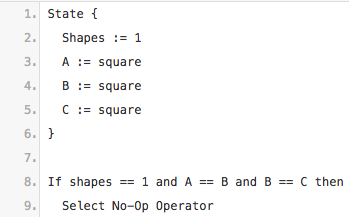 1. State {
2.   Shapes := 1
3.   A := square
4.   B := square
5.   C := square
6. }
7.
8. If shapes == 1 and A == B and B == C then
9.   Select No-Op Operator